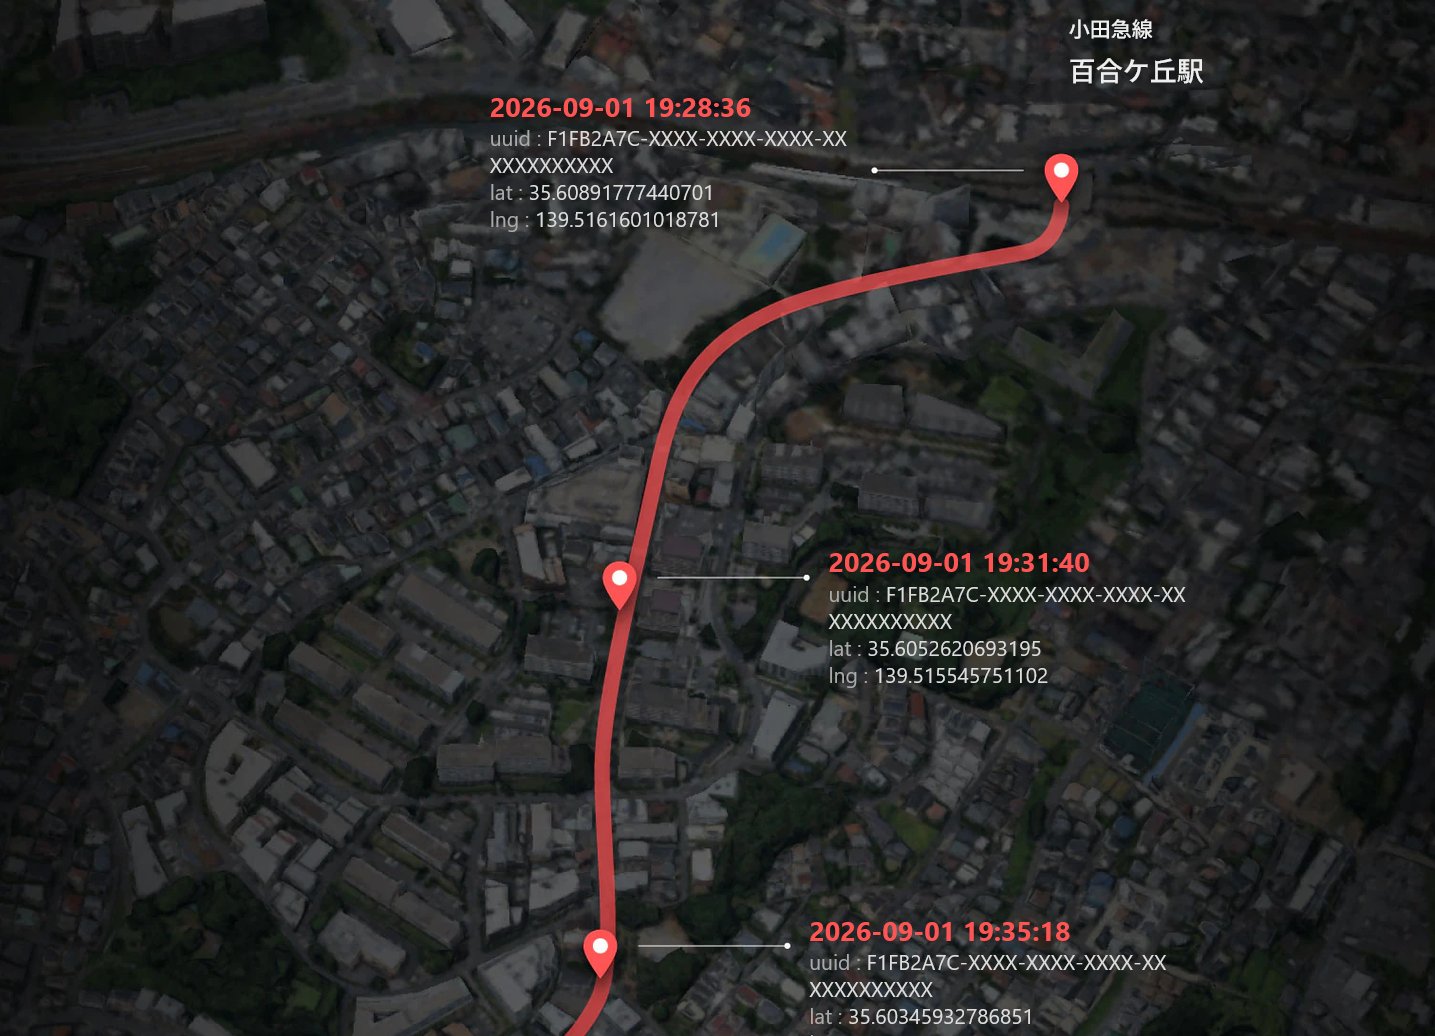 小田急線
百合ケ丘駅
2026-09-01 19:28:36
uuid : F1FB2A7C-XXXX-XXXX-XXXX-XX
XXXXXXXXXX
lat : 35.60891777440701
lng : 139.5161601018781
2026-09-01 19:31:40
uuid : F1FB2A7C-XXXX-XXXX-XXXX-XX
XXXXXXXXXX
lat : 35.6052620693195
lng : 139.515545751102
2026-09-01 19:35:18
uuid : F1FB2A7C-XXXX-XXXX-XXXX-XX
XXXXXXXXXX
lat : 35.60345932786851